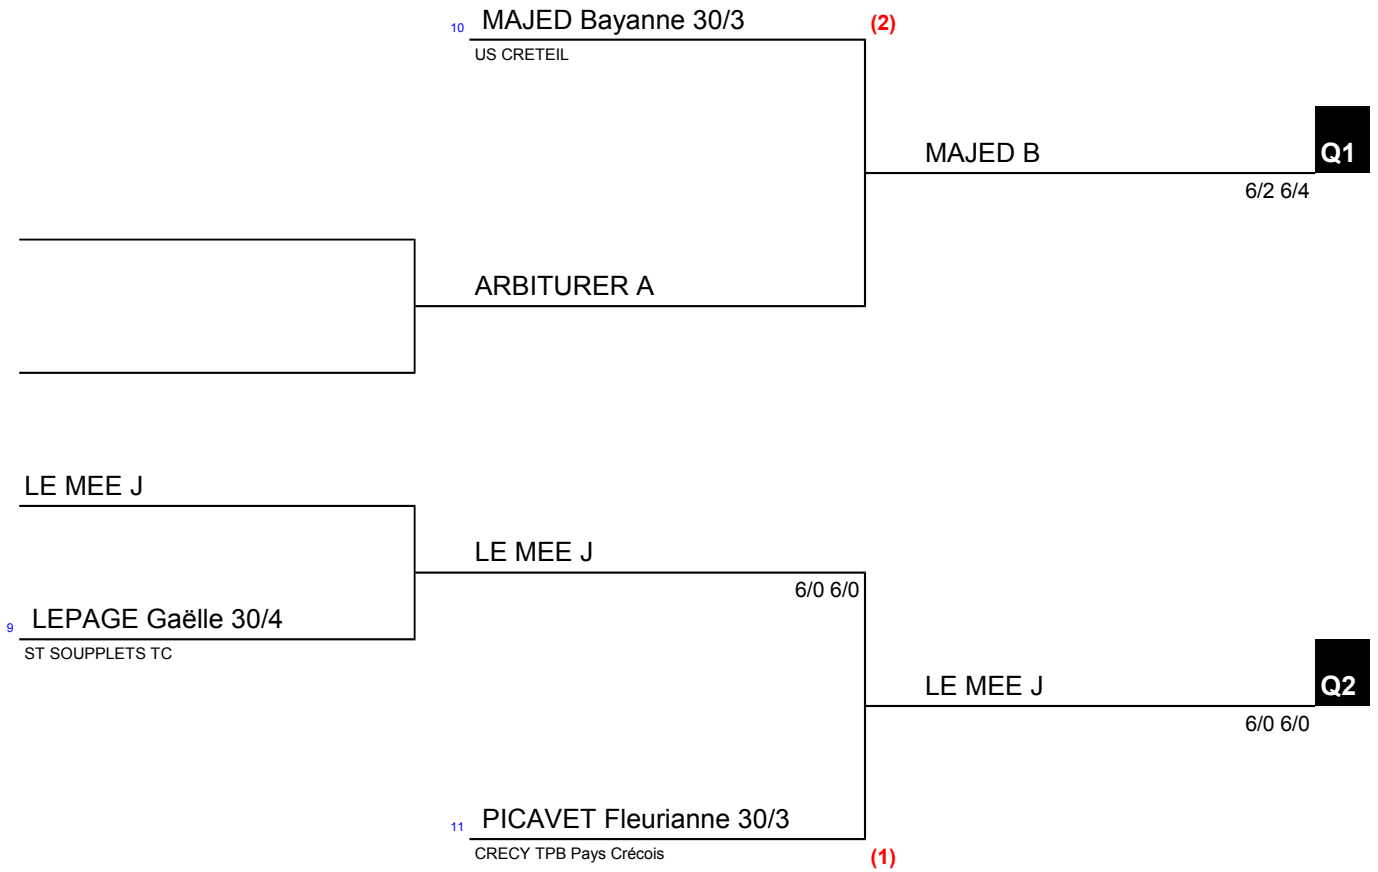 10 MAJED Bayanne 30/3 (2)
US CRETEIL
MAJED B Q1
6/2 6/4
ARBITURER A
LE MEE J
LE MEE J
6/0 6/0
9 LEPAGE Gaëlle 30/4
ST SOUPPLETS TC
LE MEE J Q2
6/0 6/0
11 PICAVET Fleurianne 30/3
CRECY TPB Pays Crécois (1)